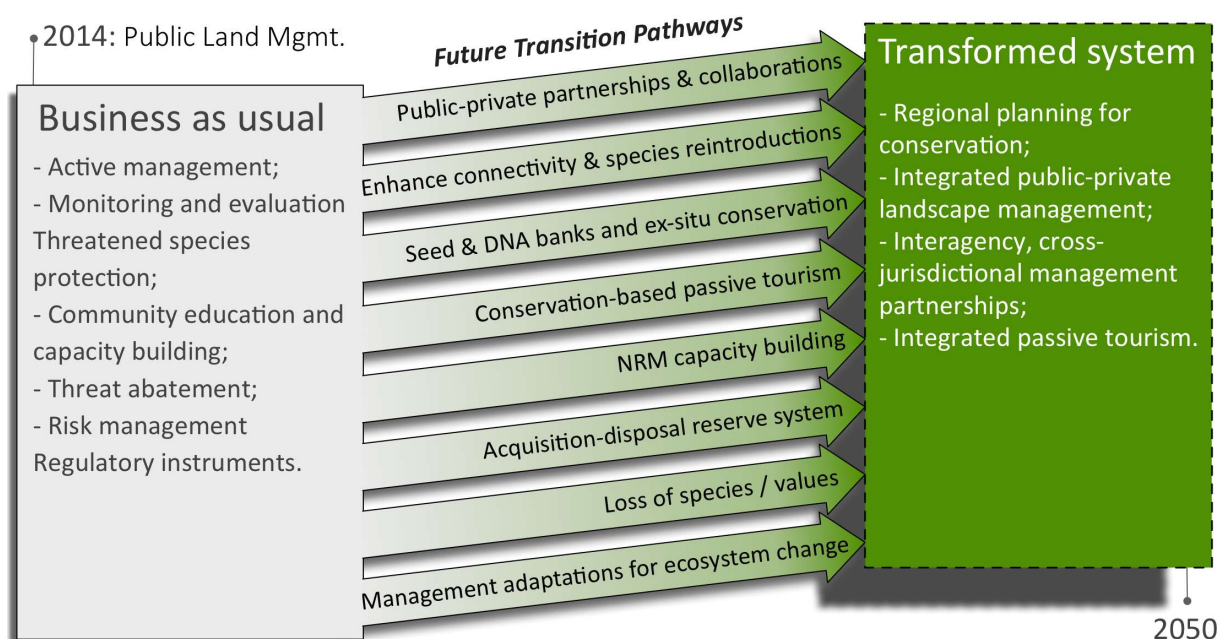 2014: Public Land Mgmt.
Business as usual
- Active management;
- Monitoring and evaluation
Threatened species
protection;
- Community education and
capacity building;
- Threat abatement;
- Risk management
Regulatory instruments.
Future Transition Pathways
Public-private partnerships & collaborations
Enhance connectivity & species reintroductions
Seed & DNA banks and ex-situ conservation
Conservation-based passive tourism
NRM capacity building
Acquisition-disposal reserve system
Loss of species / values
Management adaptations for ecosystem change
Transformed system
- Regional planning for
conservation;
- Integrated public-private
landscape management;
- Interagency, cross-
jurisdictional management
partnerships;
- Integrated passive tourism.
2050